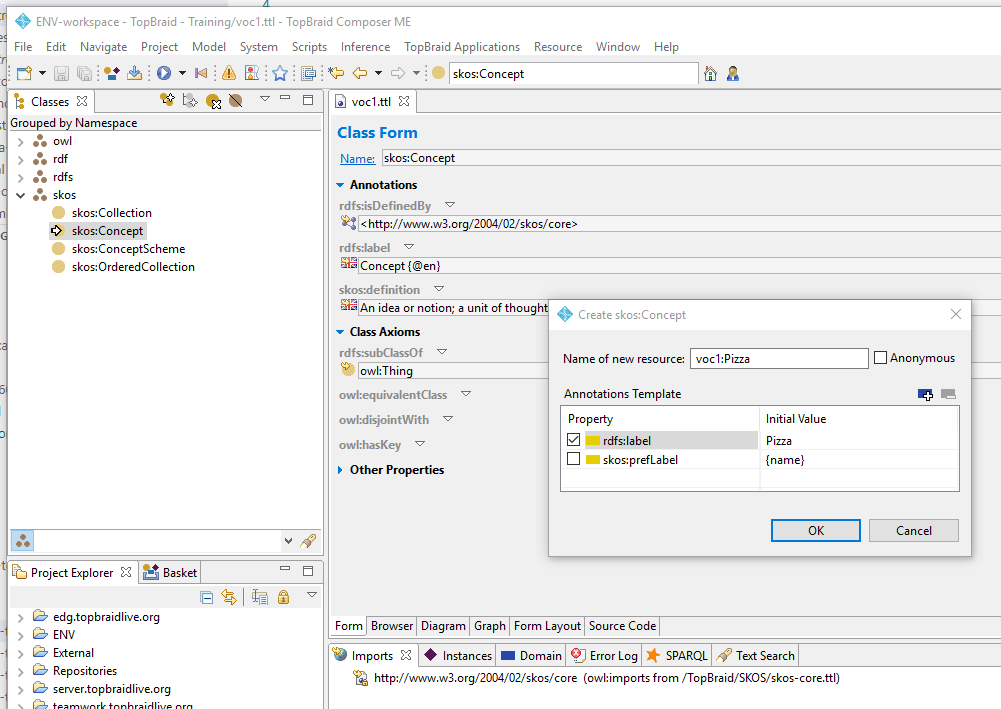 ENV-workspace - TopBraid - Training/voc1.ttl - TopBraid Composer ME
File Edit Navigate Project Model System Scripts Inference TopBraid Applications Resource Window Help
skos:Concept
Classes
voc1.ttl
Grouped by Namespace
owl
rdf
rdfs
skos
skos:Collection
skos:Concept
skos:ConceptScheme
skos:OrderedCollection
Class Form
Name: skos:Concept
Annotations
rdfs:isDefinedBy
<http://www.w3.org/2004/02/skos/core>
rdfs:label
Concept {@en}
skos:definition
An idea or notion; a unit of thought
Class Axioms
rdfs:subClassOf
owl:Thing
owl:equivalentClass
owl:disjointWith
owl:hasKey
Other Properties
Create skos:Concept
Name of new resource: voc1:Pizza Anonymous
Annotations Template
Property Initial Value
rdfs:label Pizza
skos:prefLabel {name}
OK Cancel
Project Explorer Basket
edg.topbraidlive.org
ENV
External
Repositories
server.topbraidlive.org
teamwork.topbraidlive.org
Form Browser Diagram Graph Form Layout Source Code
Imports Instances Domain Error Log SPARQL Text Search
http://www.w3.org/2004/02/skos/core (owl:imports from /TopBraid/SKOS/skos-core.ttl)